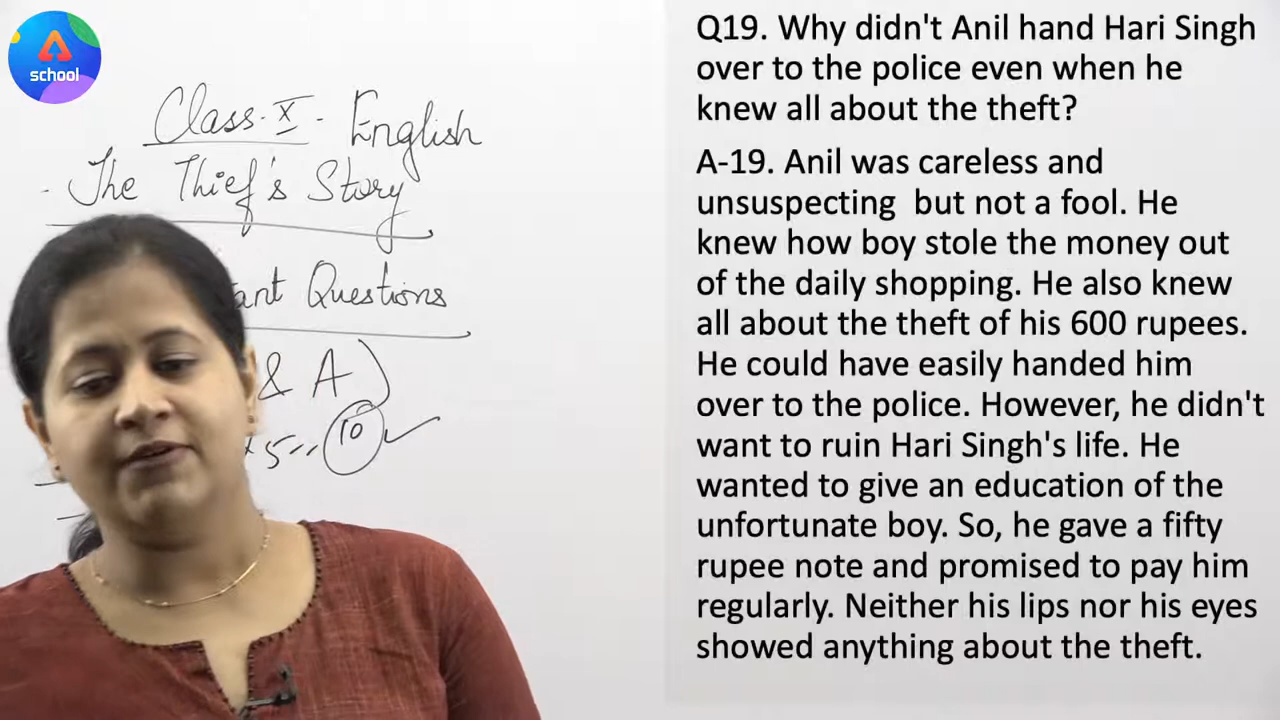 A
school
Class-X - English
- The Thief's Story
ant Questions
& A)
x 5 -- 10
Q19. Why didn't Anil hand Hari Singh
over to the police even when he
knew all about the theft?
A-19. Anil was careless and
unsuspecting but not a fool. He
knew how boy stole the money out
of the daily shopping. He also knew
all about the theft of his 600 rupees.
He could have easily handed him
over to the police. However, he didn't
want to ruin Hari Singh's life. He
wanted to give an education of the
unfortunate boy. So, he gave a fifty
rupee note and promised to pay him
regularly. Neither his lips nor his eyes
showed anything about the theft.